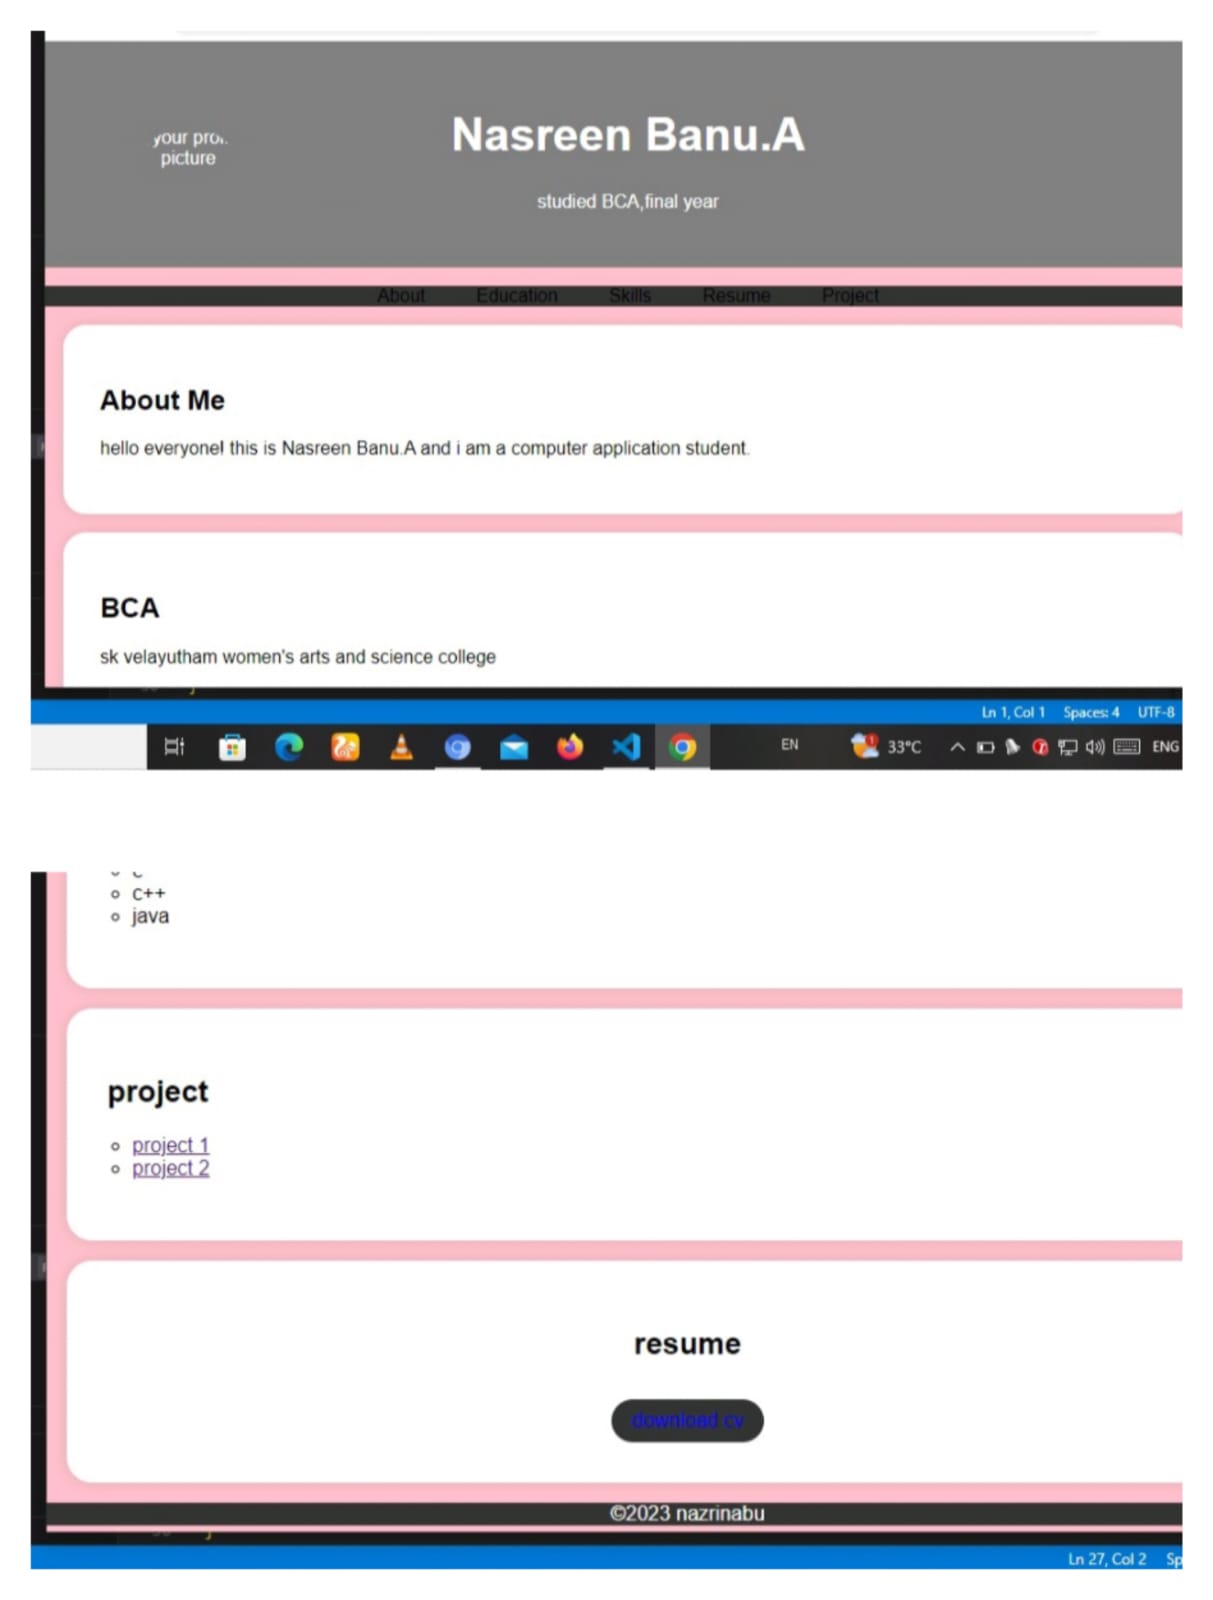 your pro
picture
Nasreen Banu.A
studied BCA,final year
About Education Skills Resume Project
About Me
hello everyone! this is Nasreen Banu.A and i am a computer application student.
BCA
sk velayutham women's arts and science college
Ln 1, Col 1 Spaces: 4 UTF-8
EN 33°C ENG
c++
java
project
project 1
project 2
resume
download cv
©2023 nazrinabu
Ln 27, Col 2 Sp